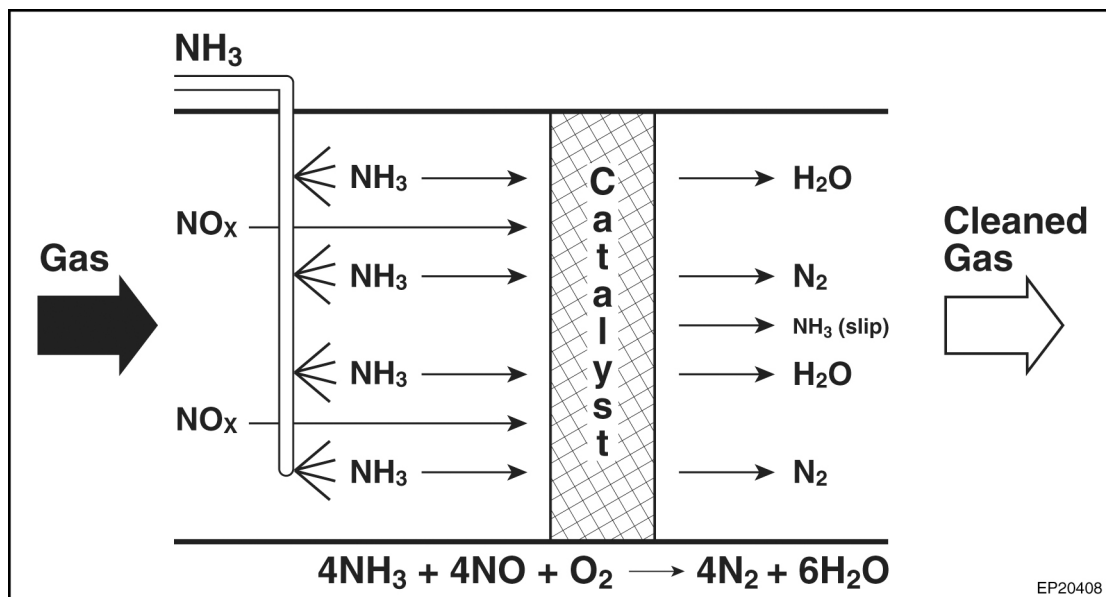 NH₃
NH₃
H₂O
NOₓ
Gas
NH₃
N₂
NH₃ (slip)
NH₃
H₂O
NOₓ
NH₃
N₂
Catalyst
Cleaned
Gas
4NH₃ + 4NO + O₂ → 4N₂ + 6H₂O
EP20408